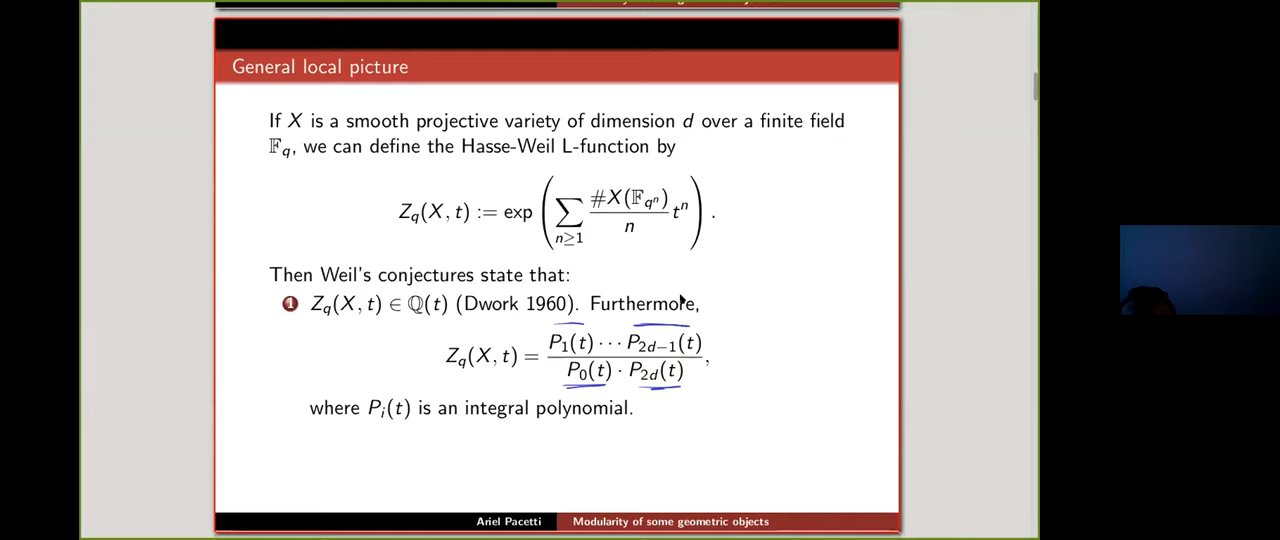 General local picture
If X is a smooth projective variety of dimension d over a finite field
𝔽_q, we can define the Hasse-Weil L-function by
Z_q(X, t) := exp ( ∑_{n≥1} #X(𝔽_{q^n})/n t^n ) .
Then Weil's conjectures state that:
1 Z_q(X, t) ∈ ℚ(t) (Dwork 1960). Furthermore,
Z_q(X, t) = P_1(t) ··· P_{2d−1}(t) / P_0(t) · P_{2d}(t) ,
where P_i(t) is an integral polynomial.
Ariel Pacetti Modularity of some geometric objects